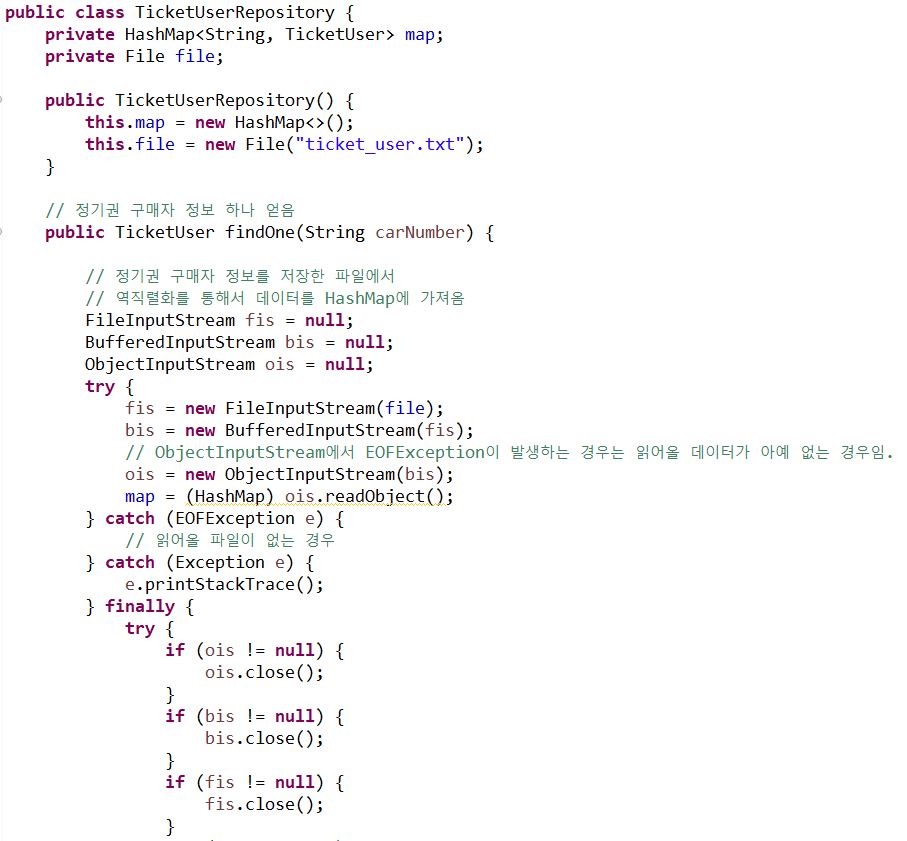 public class TicketUserRepository {
    private HashMap<String, TicketUser> map;
    private File file;

    public TicketUserRepository() {
        this.map = new HashMap<>();
        this.file = new File("ticket_user.txt");
    }

    // 정기권 구매자 정보 하나 얻음
    public TicketUser findOne(String carNumber) {

        // 정기권 구매자 정보를 저장한 파일에서
        // 역직렬화를 통해서 데이터를 HashMap에 가져옴
        FileInputStream fis = null;
        BufferedInputStream bis = null;
        ObjectInputStream ois = null;
        try {
            fis = new FileInputStream(file);
            bis = new BufferedInputStream(fis);
            // ObjectInputStream에서 EOFException이 발생하는 경우는 읽어올 데이터가 아예 없는 경우임.
            ois = new ObjectInputStream(bis);
            map = (HashMap) ois.readObject();
        } catch (EOFException e) {
            // 읽어올 파일이 없는 경우
        } catch (Exception e) {
            e.printStackTrace();
        } finally {
            try {
                if (ois != null) {
                    ois.close();
                }
                if (bis != null) {
                    bis.close();
                }
                if (fis != null) {
                    fis.close();
                }